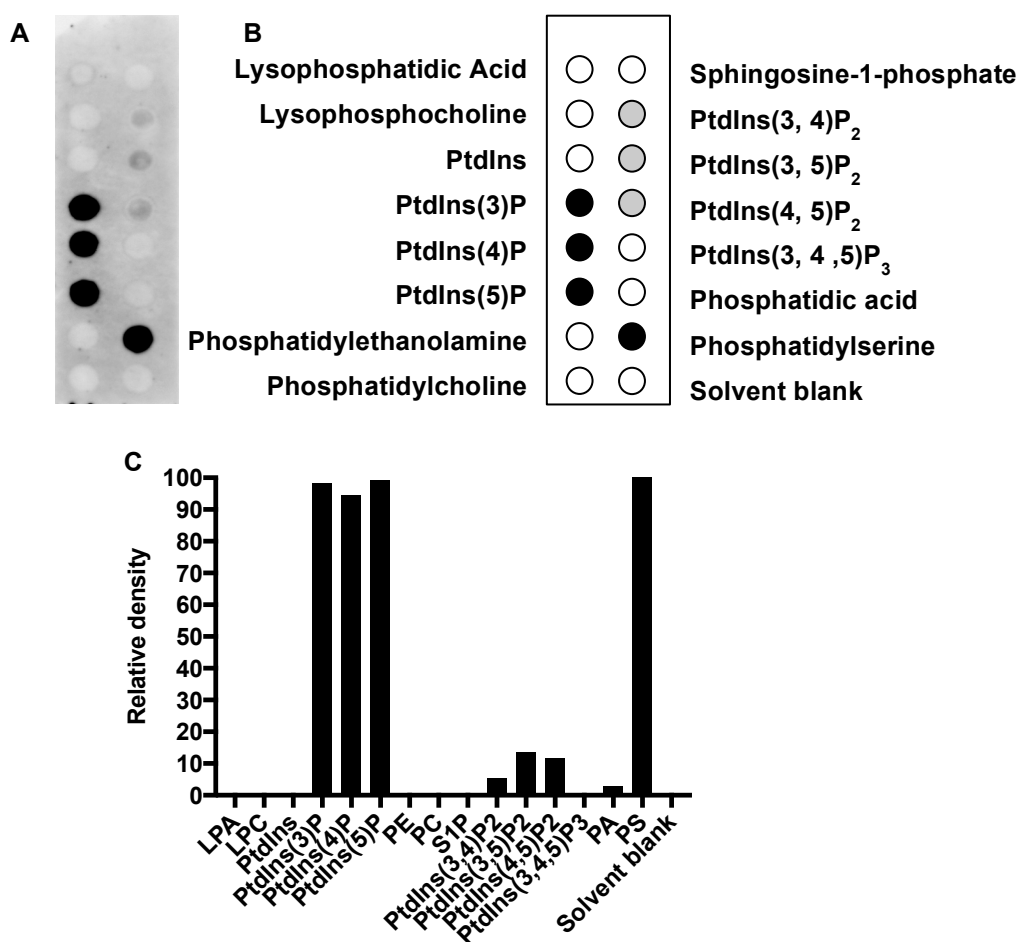 A
B
Lysophosphatidic Acid
Lysophosphocholine
PtdIns
PtdIns(3)P
PtdIns(4)P
PtdIns(5)P
Phosphatidylethanolamine
Phosphatidylcholine
Sphingosine-1-phosphate
PtdIns(3, 4)P2
PtdIns(3, 5)P2
PtdIns(4, 5)P2
PtdIns(3, 4 ,5)P3
Phosphatidic acid
Phosphatidylserine
Solvent blank
C
Relative density
100
90
80
70
60
50
40
30
20
10
0
LPA
LPC
PtdIns
PtdIns(3)P
PtdIns(4)P
PtdIns(5)P
PE
PC
S1P
PtdIns(3,4)P2
PtdIns(3,5)P2
PtdIns(4,5)P2
PtdIns(3,4,5)P3
PA
PS
Solvent blank